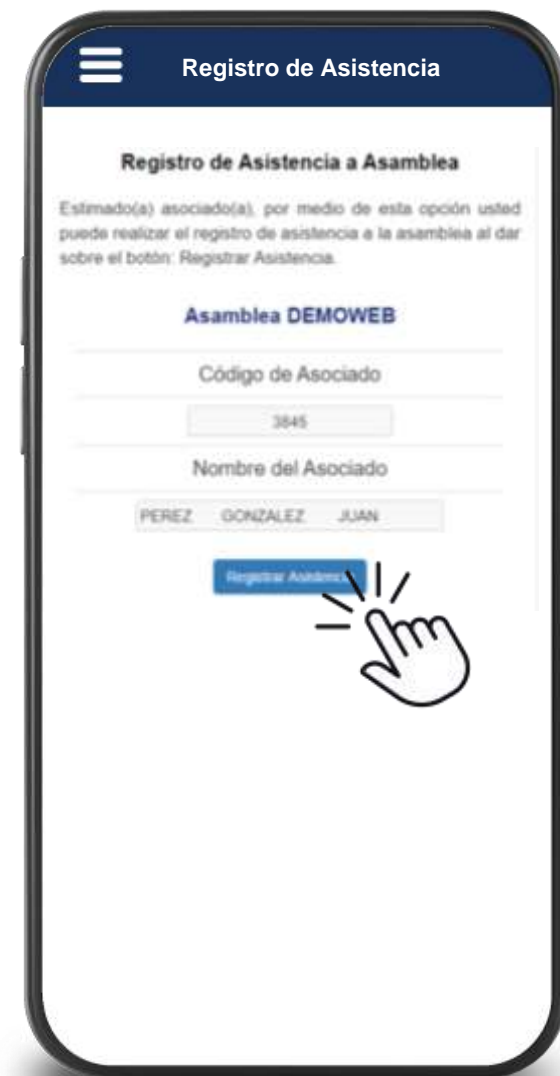 Registro de Asistencia
Registro de Asistencia a Asamblea
Estimado(a) asociado(a), por medio de esta opción usted
puede realizar el registro de asistencia a la asamblea al dar
sobre el botón: Registrar Asistencia.
Asamblea DEMOWEB
Código de Asociado
3845
Nombre del Asociado
PEREZ GONZALEZ JUAN
Registrar Asistencia